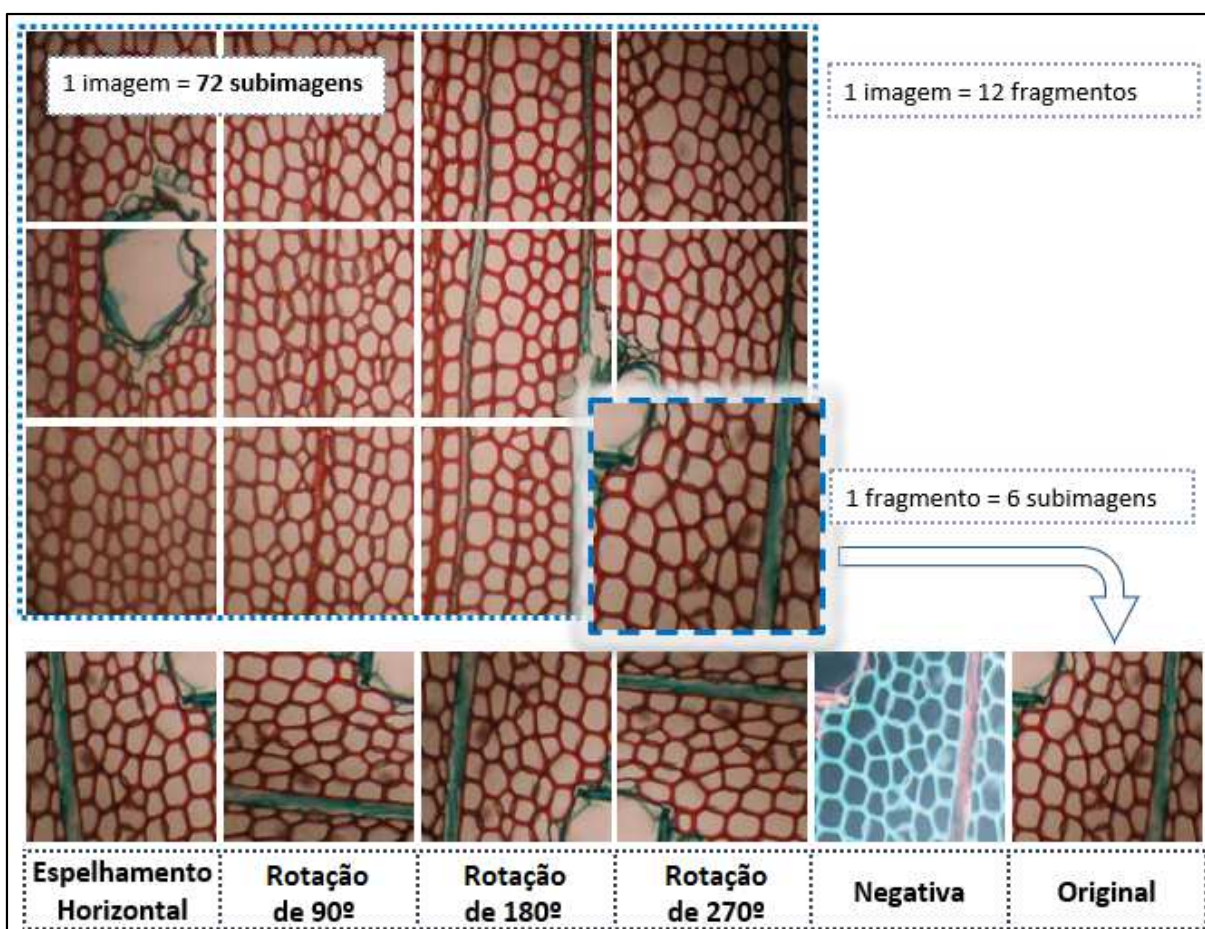 1 imagem = 72 subimagens
1 imagem = 12 fragmentos
1 fragmento = 6 subimagens
Espelhamento
Horizontal
Rotação
de 90º
Rotação
de 180º
Rotação
de 270º
Negativa
Original